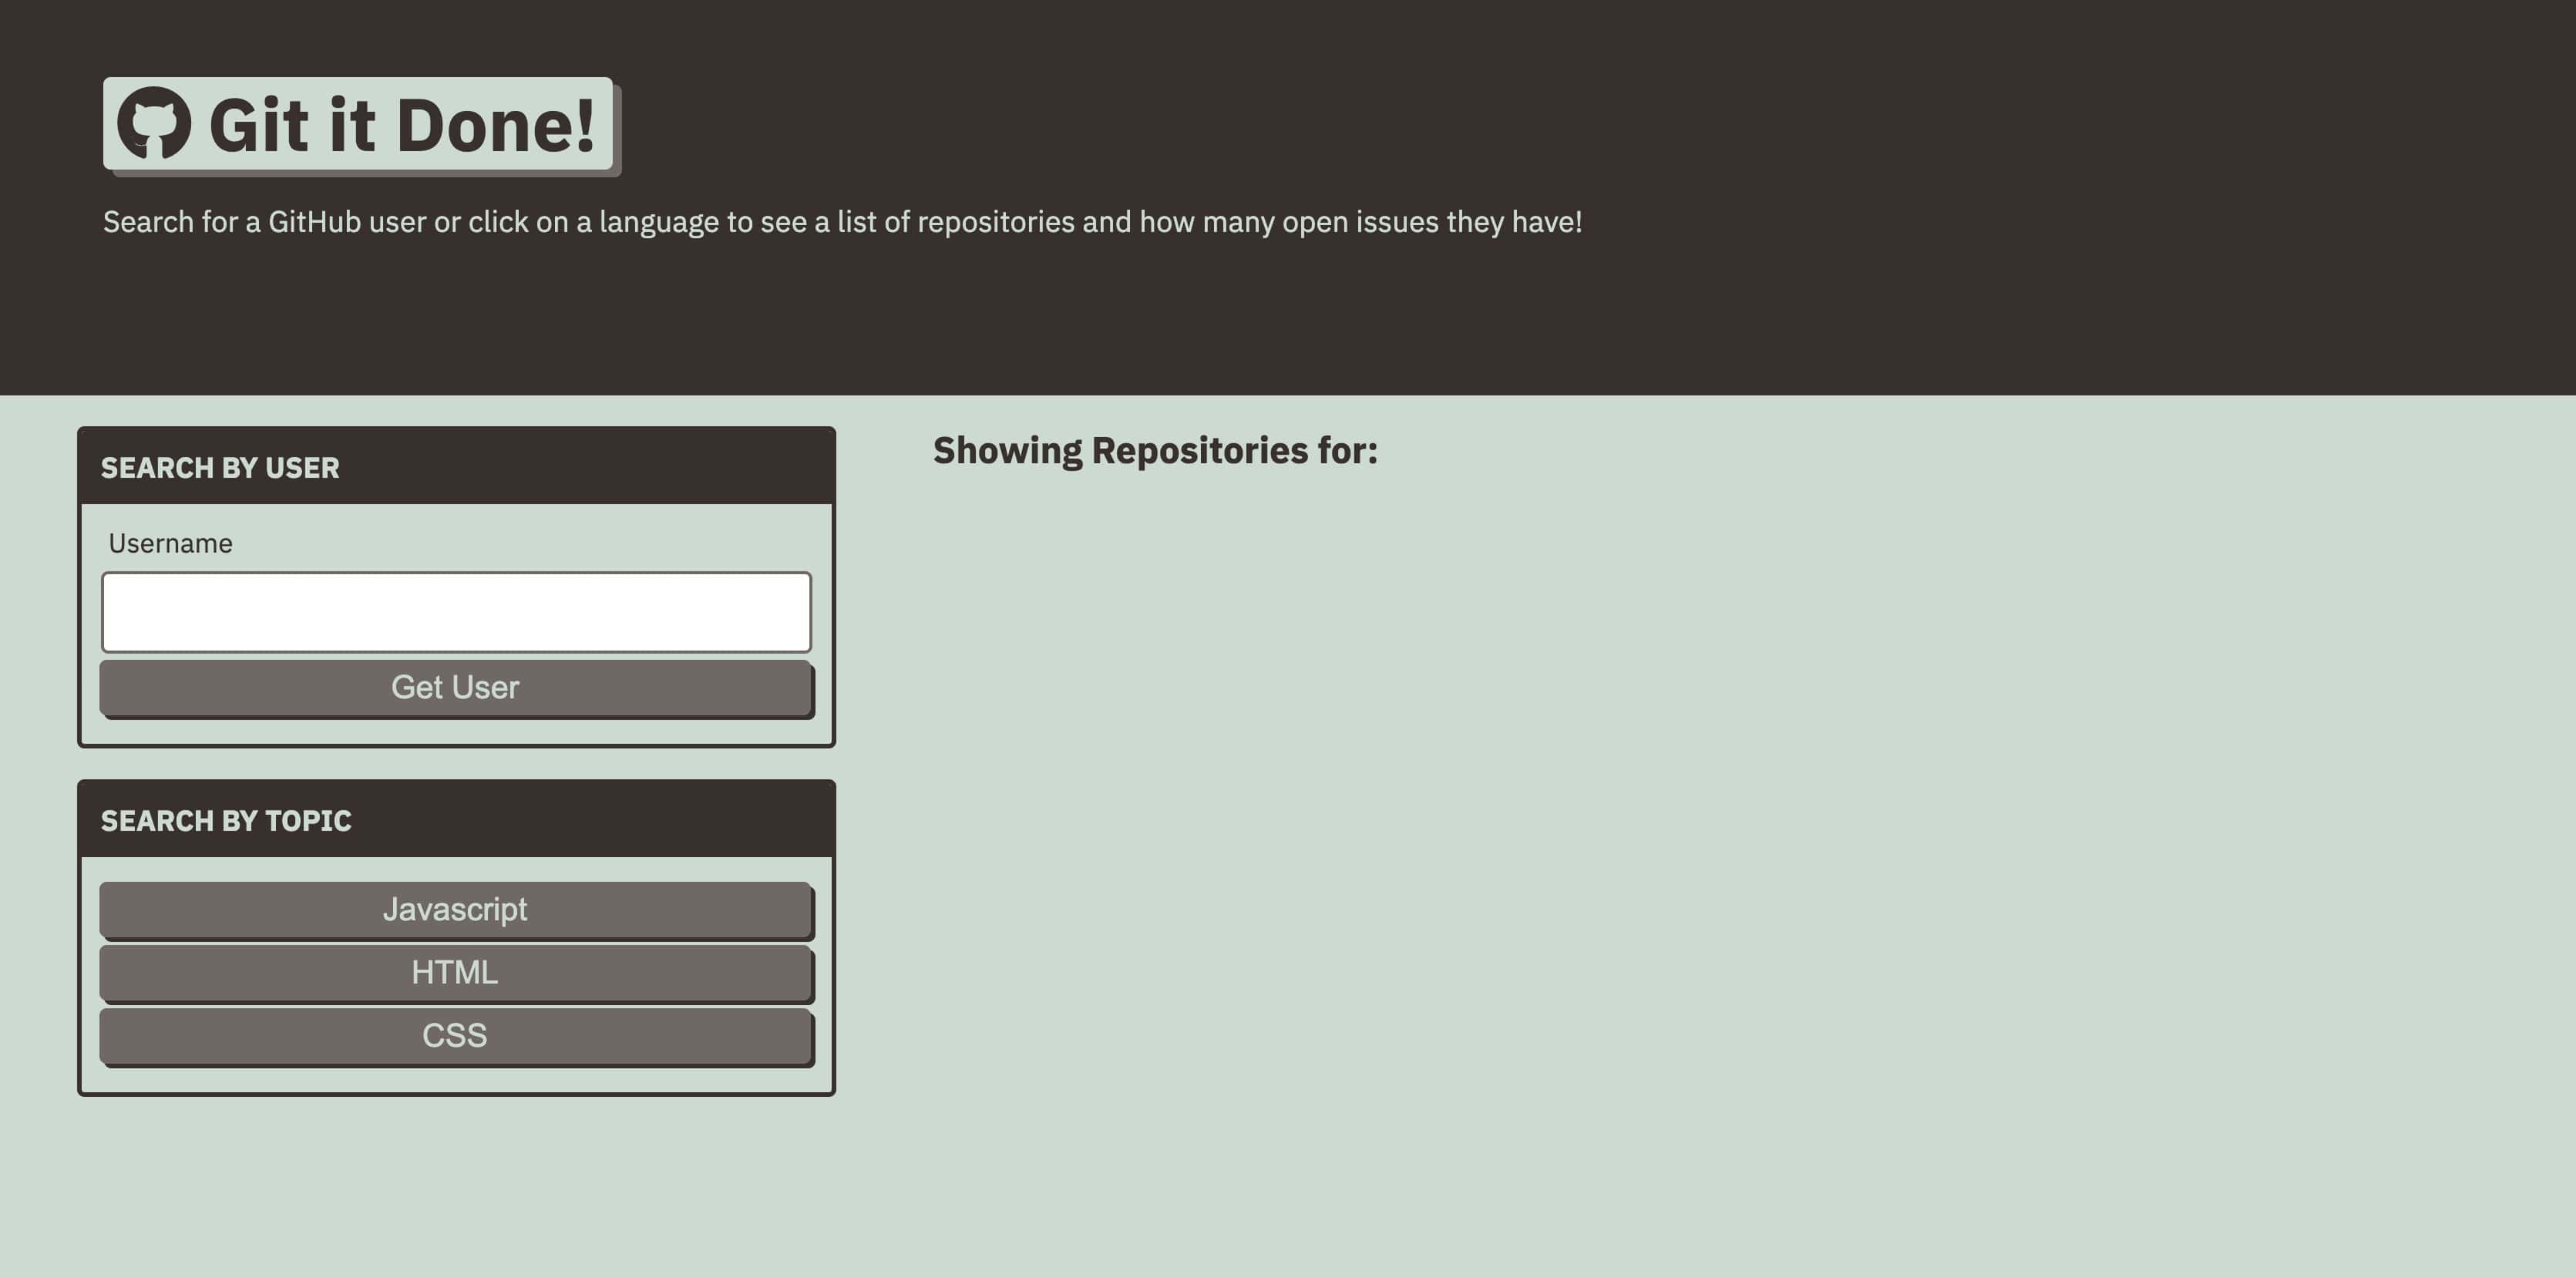 Git it Done!
Search for a GitHub user or click on a language to see a list of repositories and how many open issues they have!
SEARCH BY USER
Username
Get User
SEARCH BY TOPIC
Javascript
HTML
CSS
Showing Repositories for: